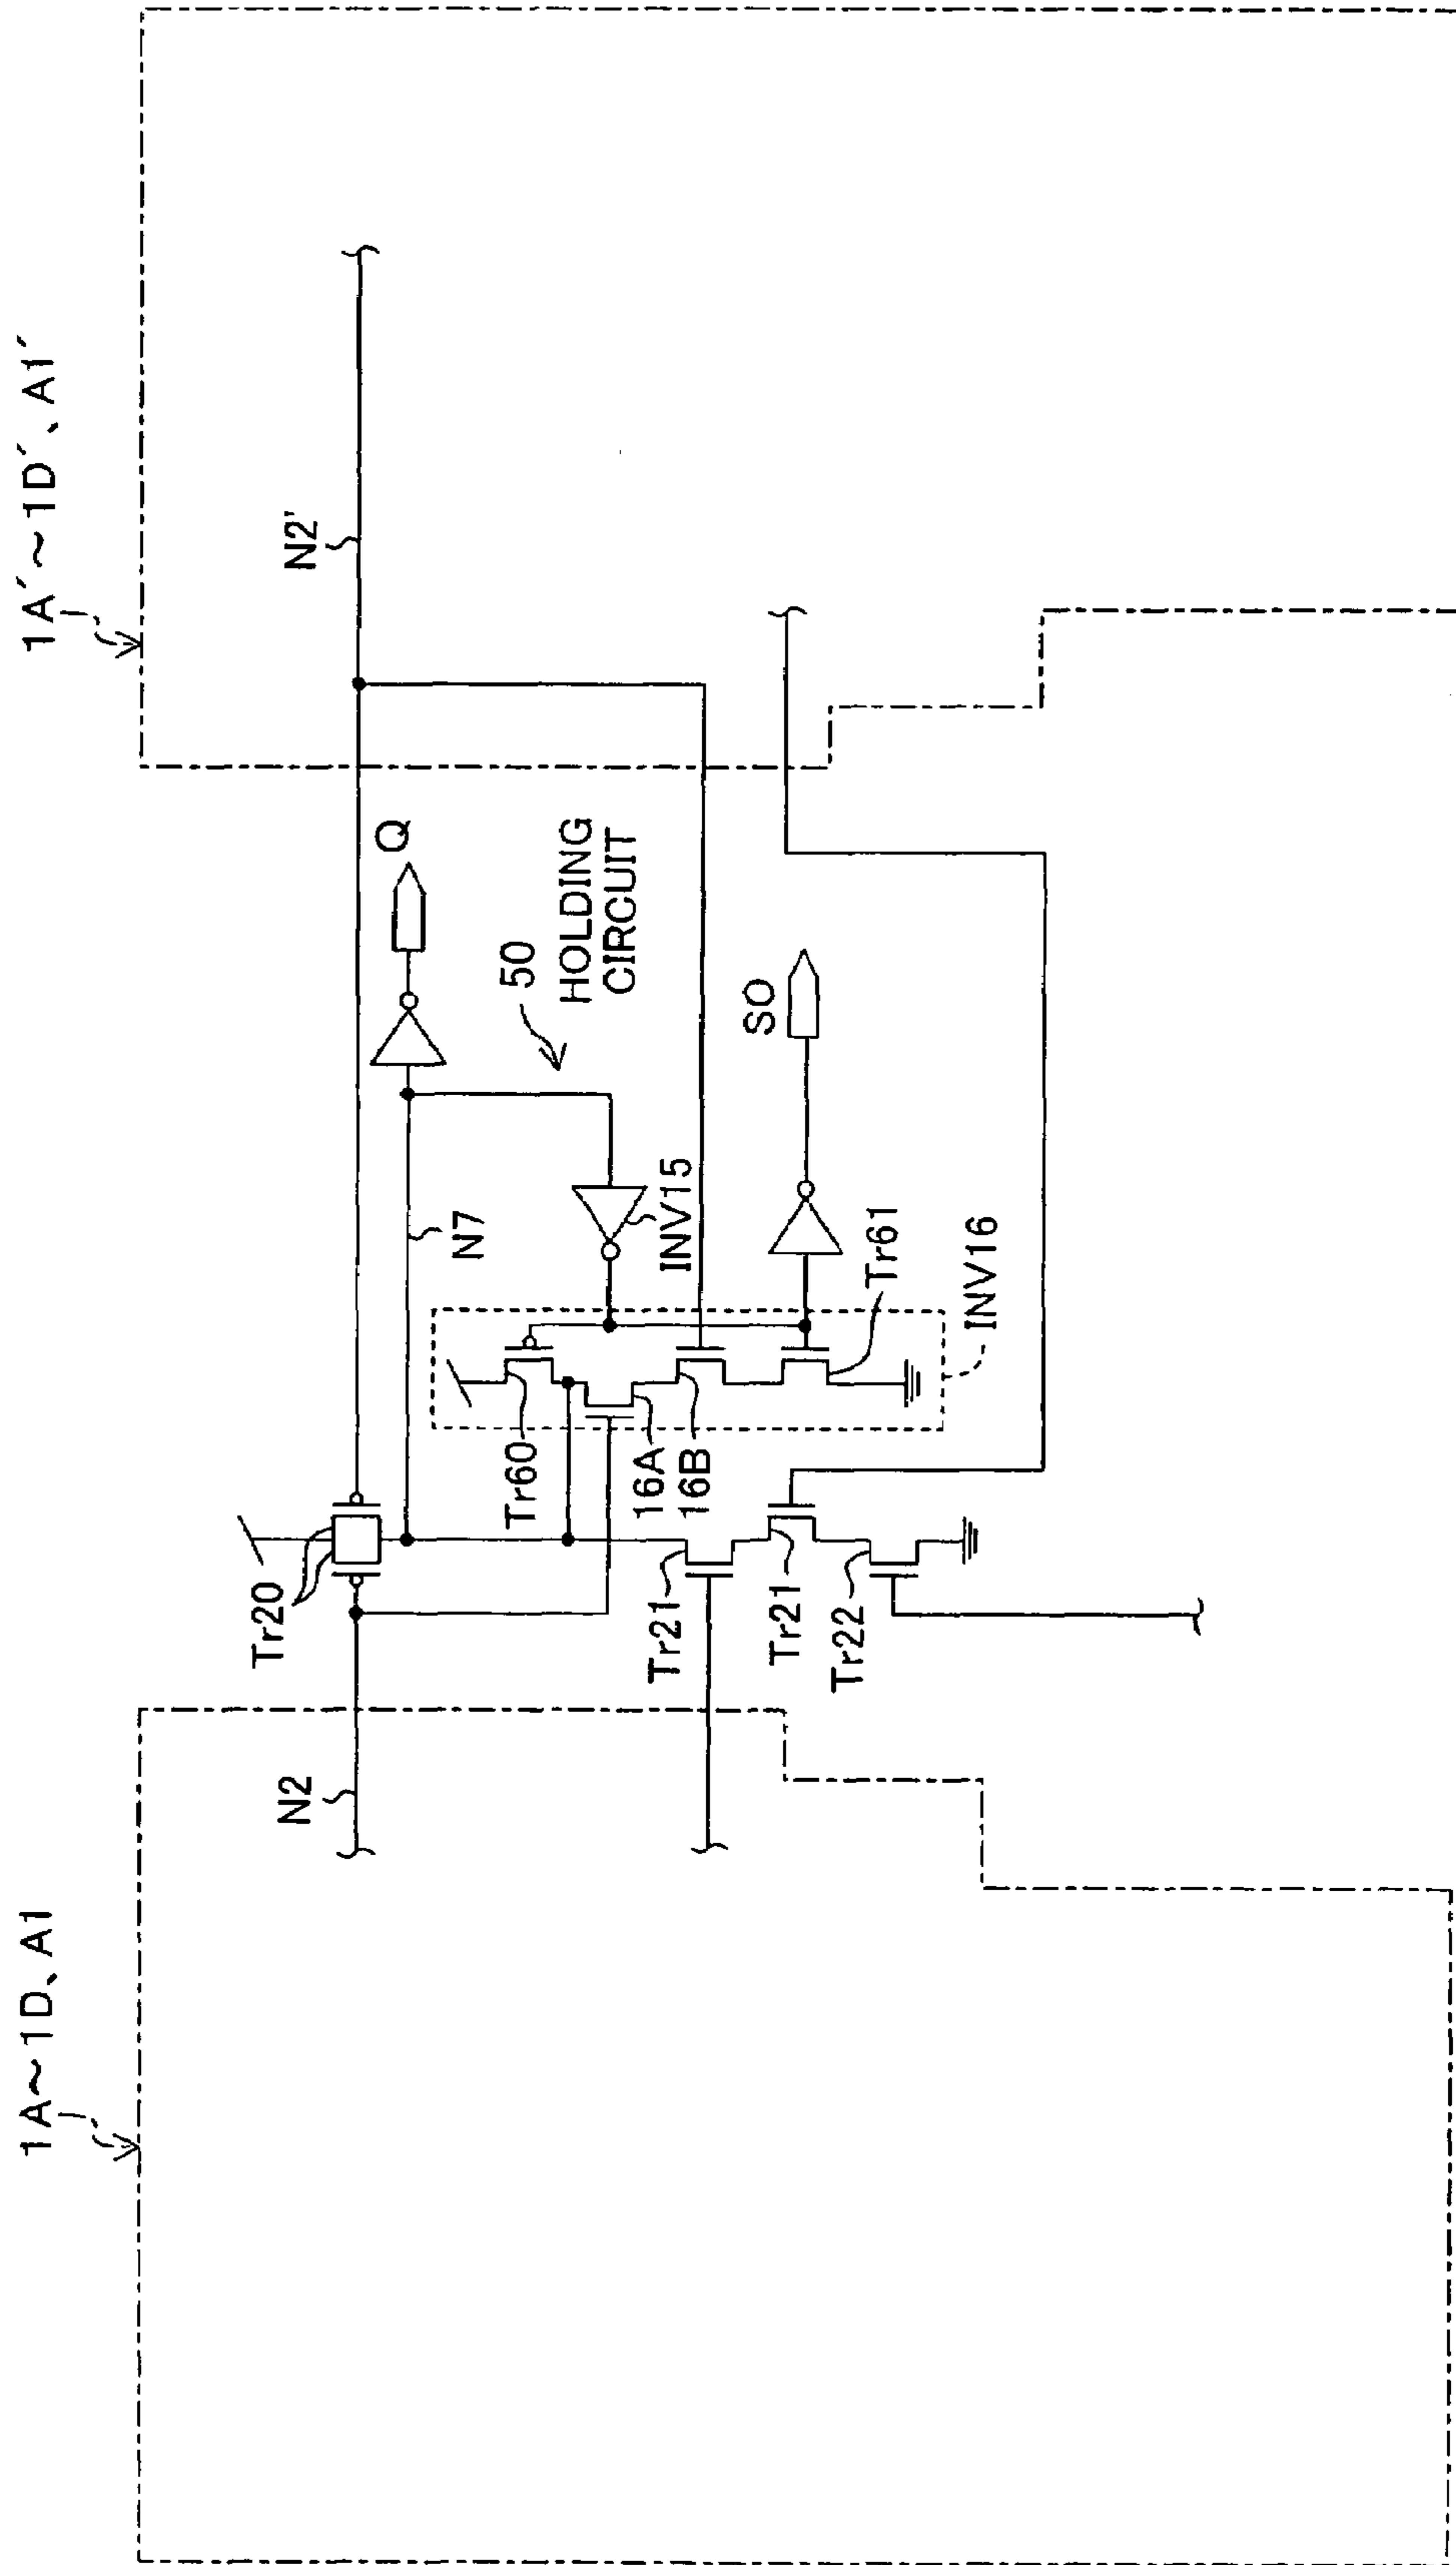 1A~1D、A1
1A´~1D´、A1´
N2
N2'
Tr20
Q
N7
50
HOLDING
CIRCUIT
Tr60
INV15
16A
16B
SO
Tr61
INV16
Tr21
Tr21
Tr22